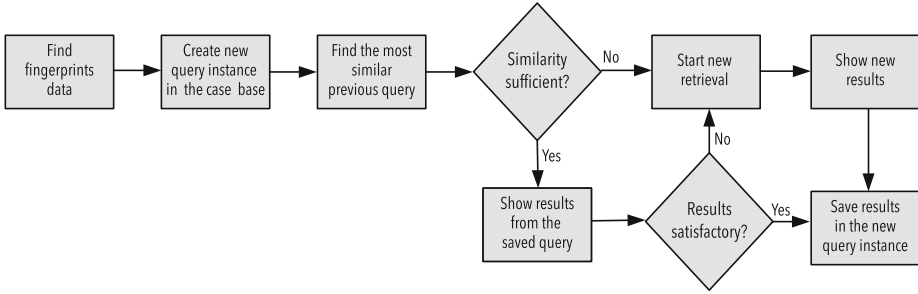 Find
fingerprints
data
Create new
query instance
in the case base
Find the most
similar
previous query
Similarity
sufficient?
No
Start new
retrieval
Show new
results
Yes
No
Show results
from the
saved query
Results
satisfactory?
Yes
Save results
in the new
query instance